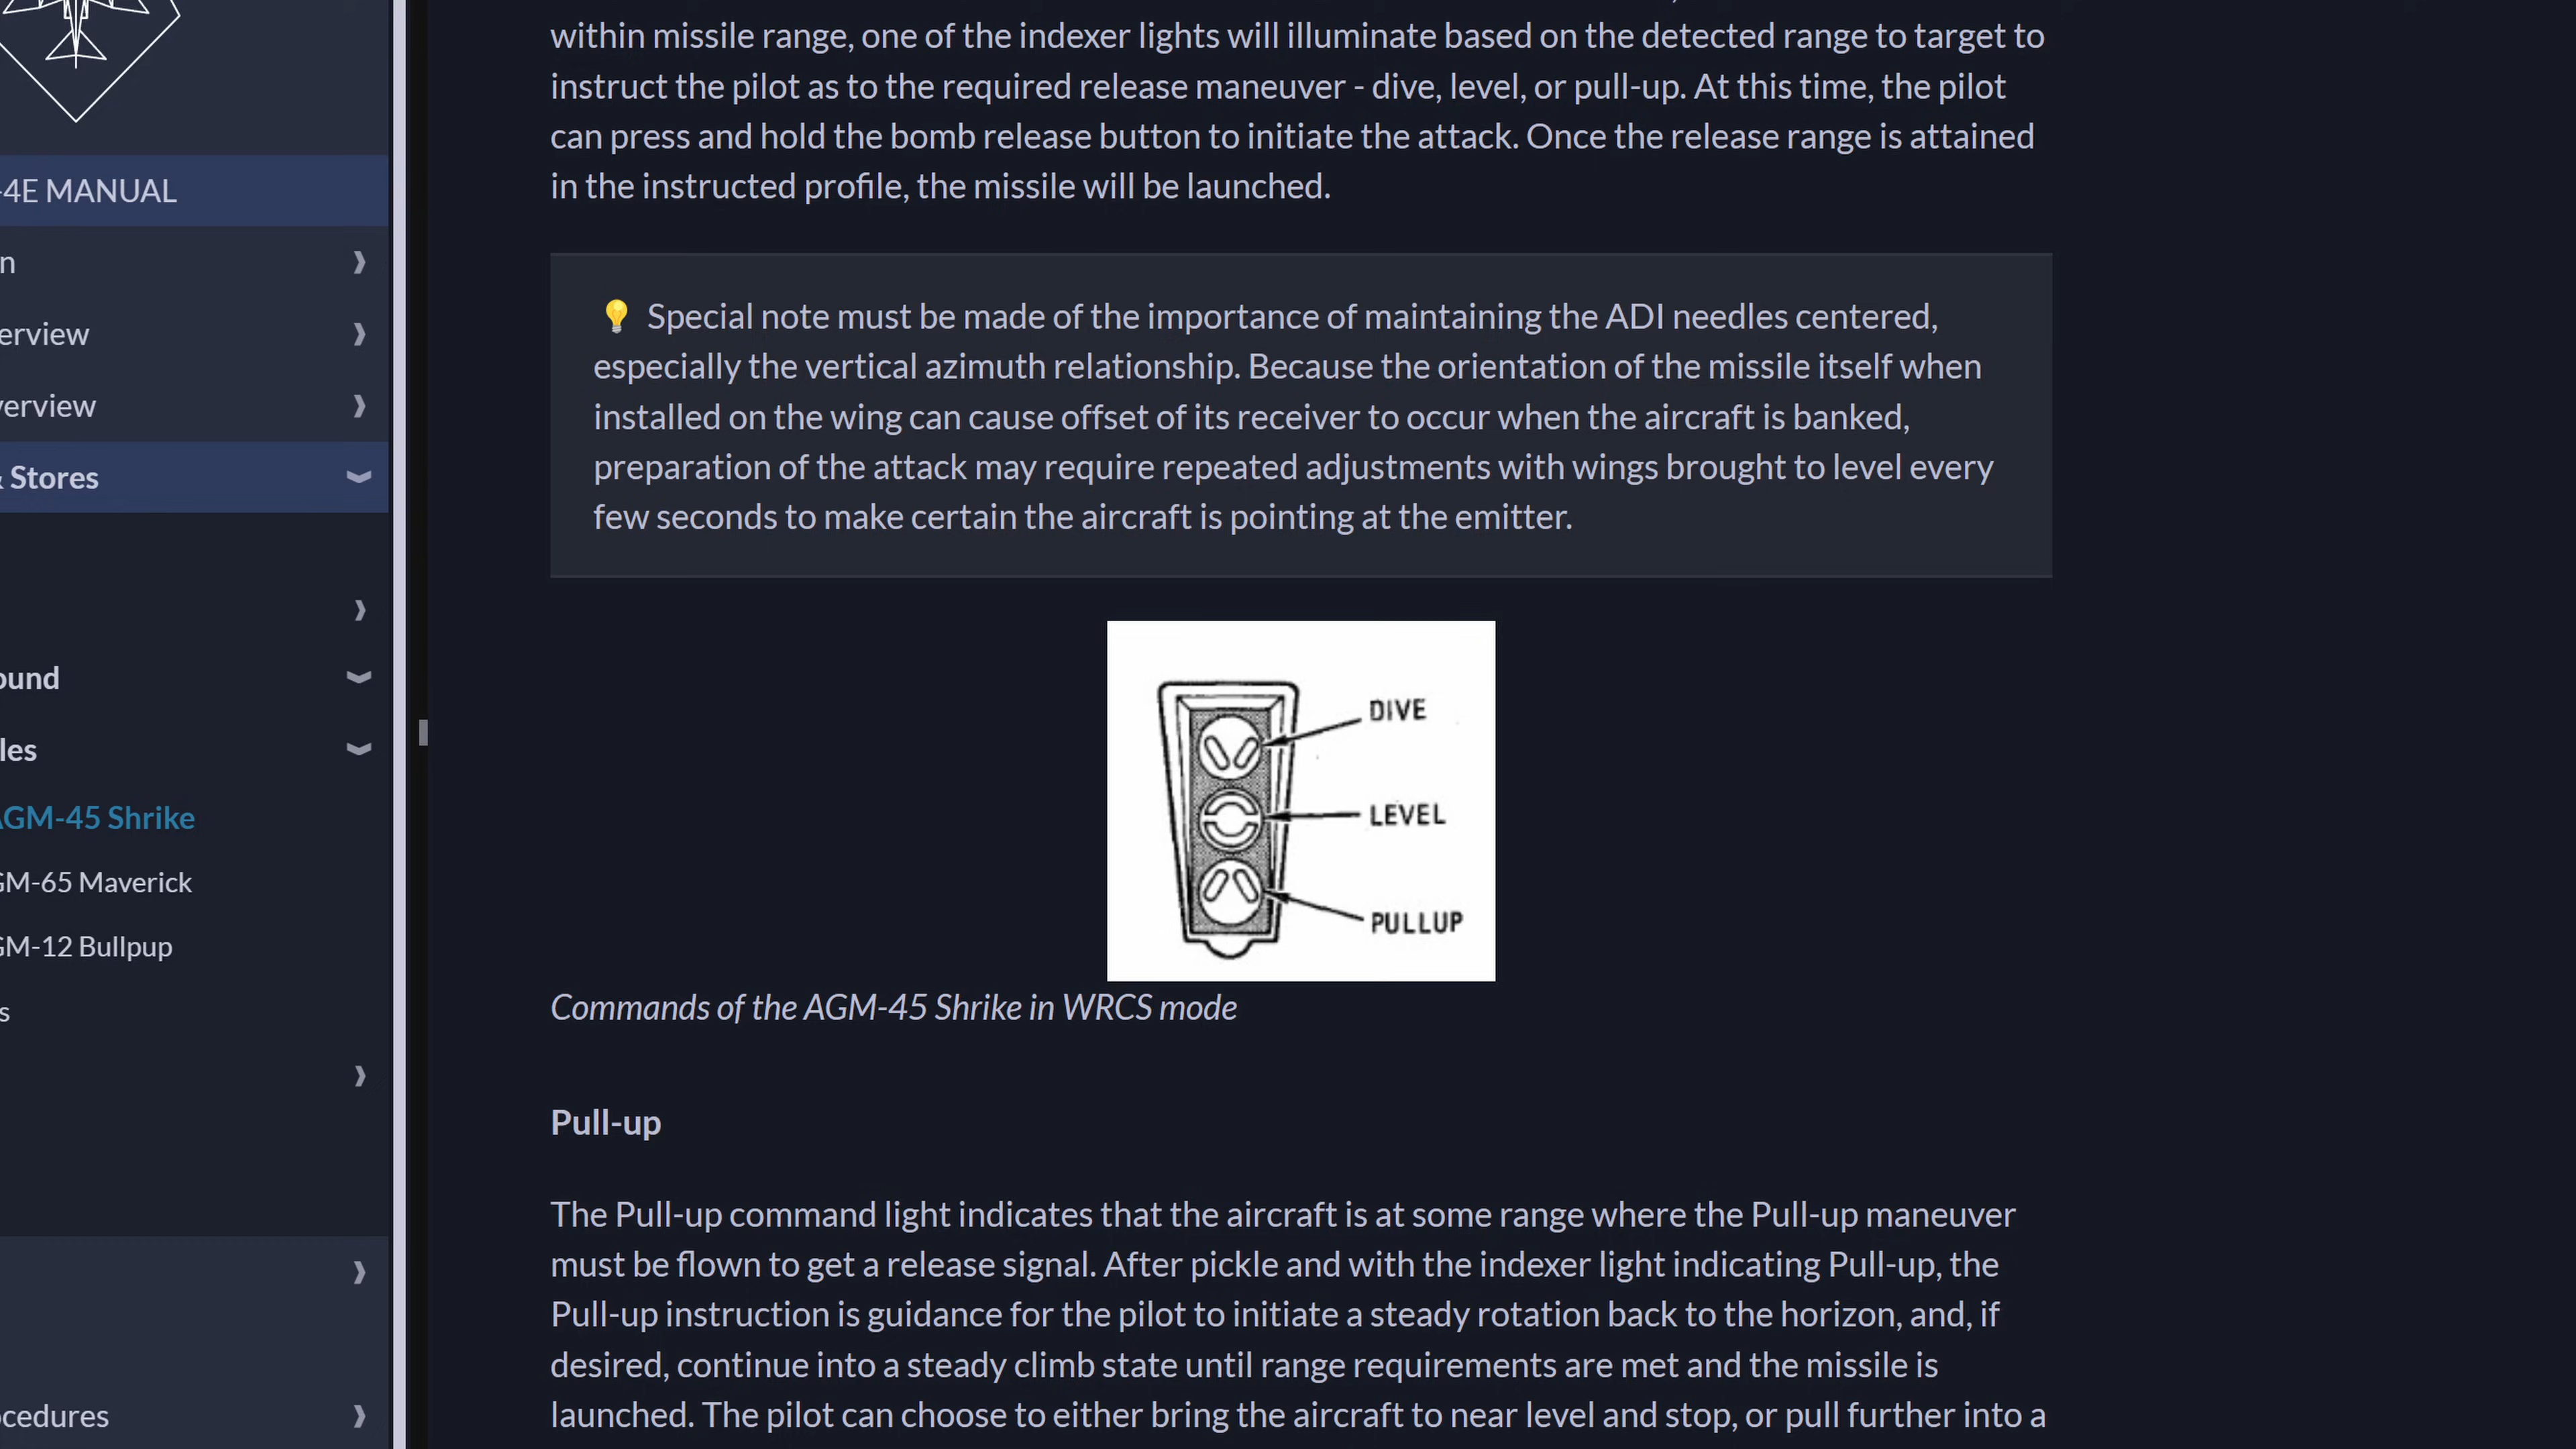 within missile range, one of the indexer lights will illuminate based on the detected range to target to
instruct the pilot as to the required release maneuver - dive, level, or pull-up. At this time, the pilot
can press and hold the bomb release button to initiate the attack. Once the release range is attained
in the instructed profile, the missile will be launched.
-4E MANUAL
n
erview
verview
& Stores
ound
les
AGM-45 Shrike
GM-65 Maverick
GM-12 Bullpup
s
ocedures
💡 Special note must be made of the importance of maintaining the ADI needles centered,
especially the vertical azimuth relationship. Because the orientation of the missile itself when
installed on the wing can cause offset of its receiver to occur when the aircraft is banked,
preparation of the attack may require repeated adjustments with wings brought to level every
few seconds to make certain the aircraft is pointing at the emitter.
DIVE
LEVEL
PULLUP
Commands of the AGM-45 Shrike in WRCS mode
Pull-up
The Pull-up command light indicates that the aircraft is at some range where the Pull-up maneuver
must be flown to get a release signal. After pickle and with the indexer light indicating Pull-up, the
Pull-up instruction is guidance for the pilot to initiate a steady rotation back to the horizon, and, if
desired, continue into a steady climb state until range requirements are met and the missile is
launched. The pilot can choose to either bring the aircraft to near level and stop, or pull further into a